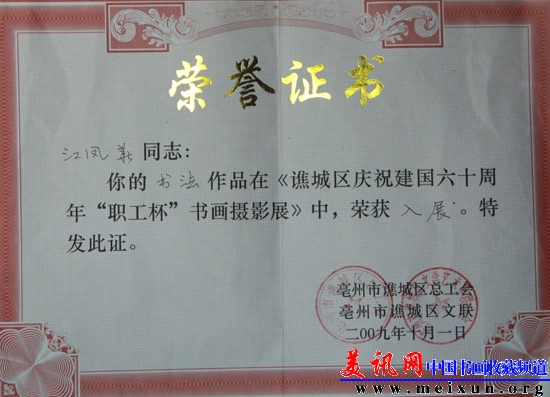 荣誉证书
江凤新同志：
你的书法作品在《谯城区庆祝建国六十周
年“职工杯”书画摄影展》中，荣获入展。特
发此证。
亳州市谯城区总工会
亳州市谯城区文联
二00九年十月一日
美讯网 中国书画收藏频道
www.meixun.org